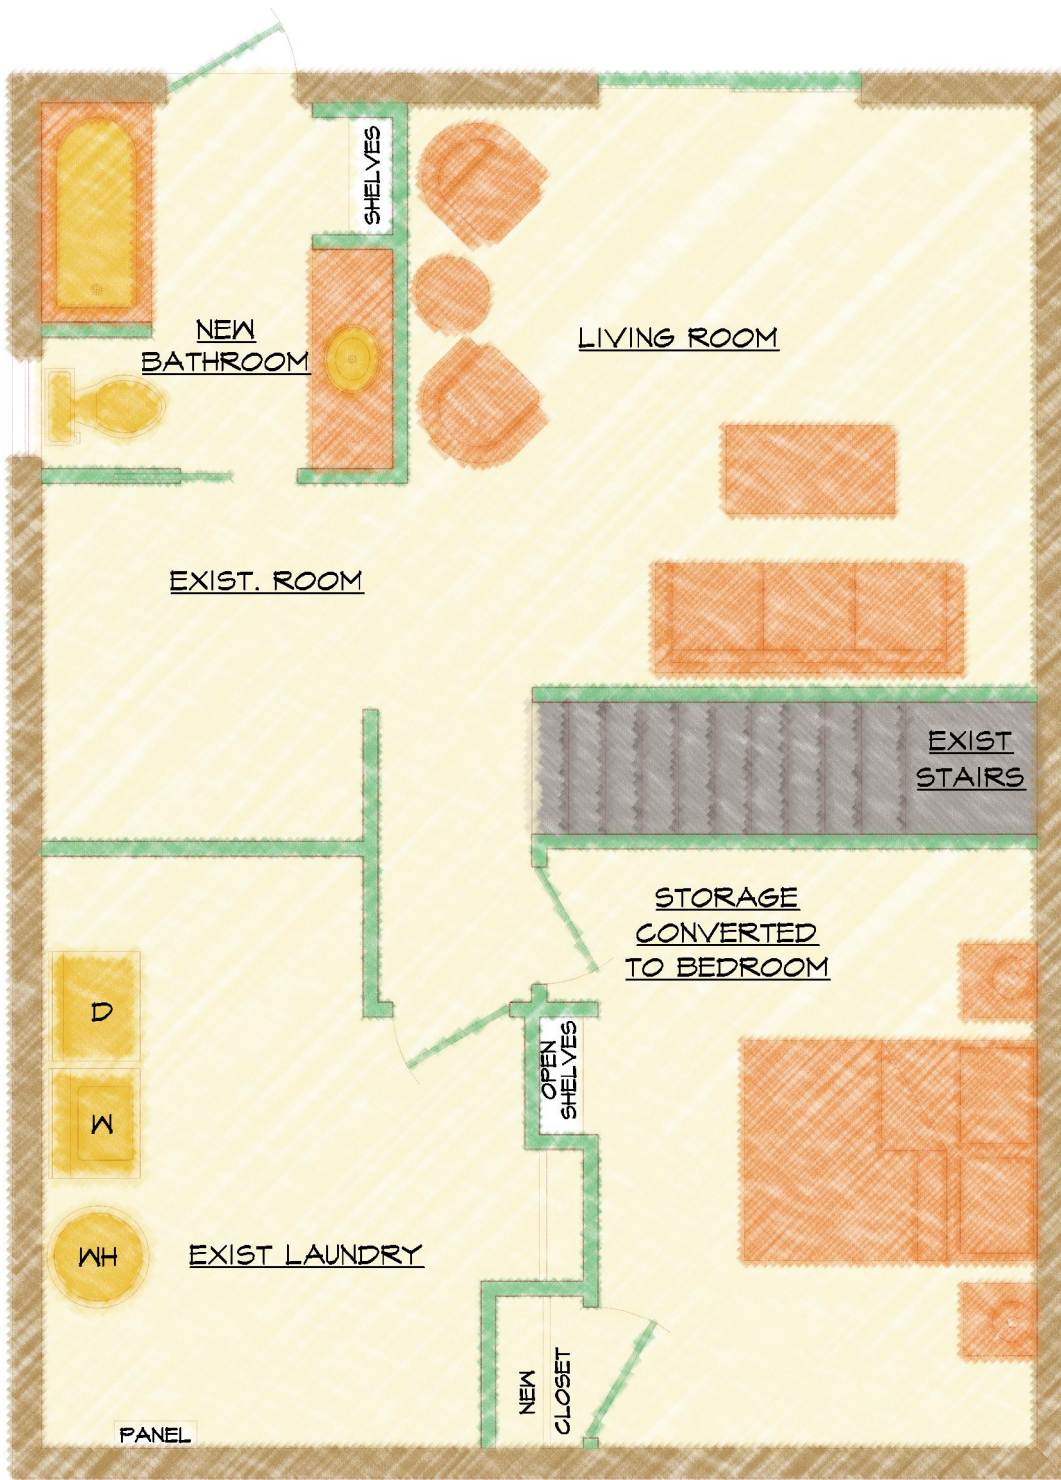 SHELVES
NEW
BATHROOM
LIVING ROOM
EXIST. ROOM
EXIST
STAIRS
STORAGE
CONVERTED
TO BEDROOM
D
OPEN
SHELVES
W
WH
EXIST LAUNDRY
NEW
CLOSET
PANEL